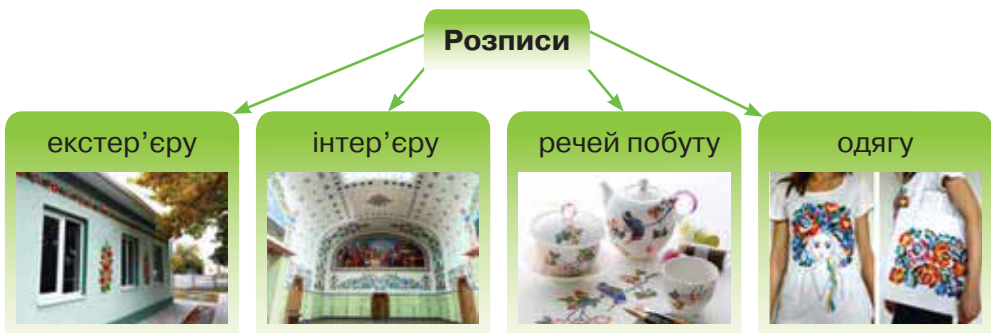 Розписи
екстер’єру
інтер’єру
речей побуту
одягу